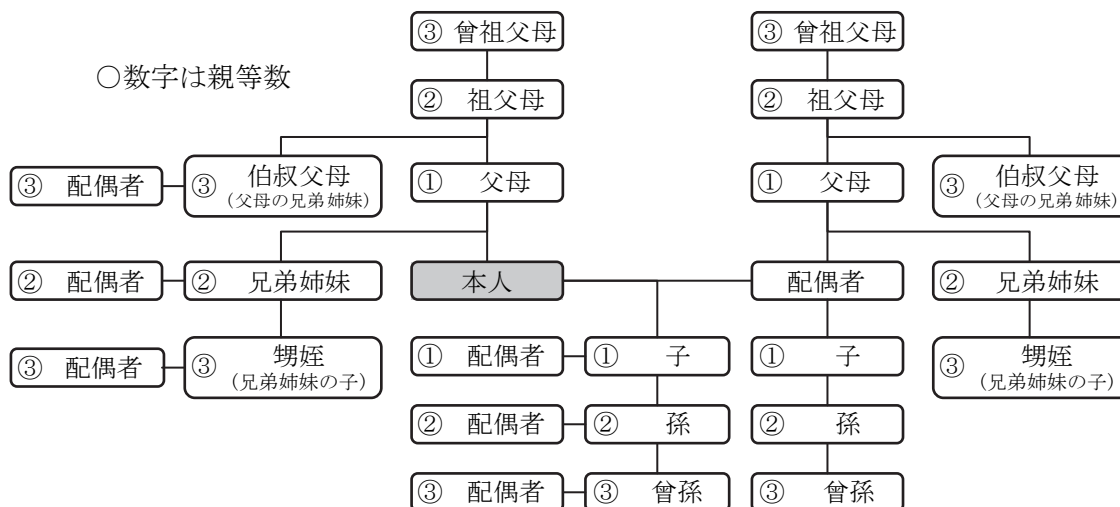 ③ 曾祖父母
③ 曾祖父母
〇数字は親等数
② 祖父母
② 祖父母
③ 配偶者
③ 伯叔父母
(父母の兄弟姉妹)
① 父母
① 父母
③ 伯叔父母
(父母の兄弟姉妹)
② 配偶者
② 兄弟姉妹
本人
配偶者
② 兄弟姉妹
③ 配偶者
③ 甥姪
(兄弟姉妹の子)
① 配偶者
① 子
① 子
③ 甥姪
(兄弟姉妹の子)
② 配偶者
② 孫
② 孫
③ 配偶者
③ 曾孫
③ 曾孫